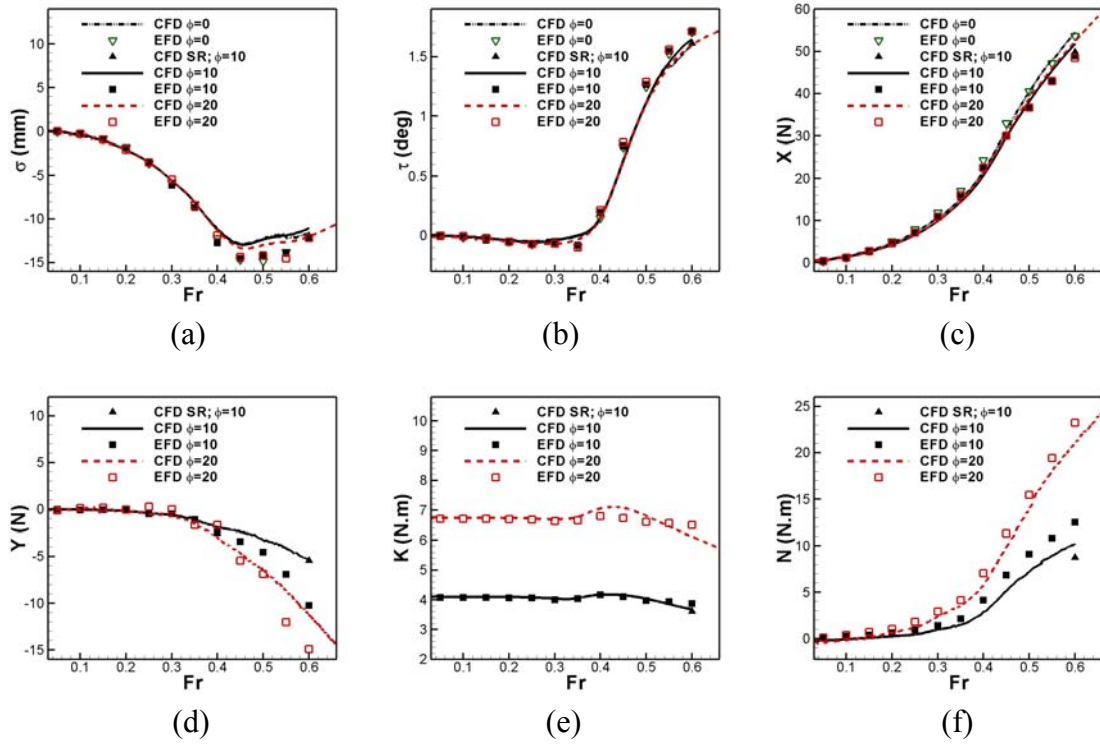 CFD ϕ=0
EFD ϕ=0
CFD SR; ϕ=10
CFD ϕ=10
EFD ϕ=10
CFD ϕ=20
EFD ϕ=20
10
5
0
-5
-10
-15
σ (mm)
0.1 0.2 0.3 0.4 0.5 0.6
Fr
(a)
CFD ϕ=0
EFD ϕ=0
CFD SR; ϕ=10
CFD ϕ=10
EFD ϕ=10
CFD ϕ=20
EFD ϕ=20
1.5
1
0.5
0
τ (deg)
0.1 0.2 0.3 0.4 0.5 0.6
Fr
(b)
CFD ϕ=0
EFD ϕ=0
CFD SR; ϕ=10
CFD ϕ=10
EFD ϕ=10
CFD ϕ=20
EFD ϕ=20
60
50
40
30
20
10
0
X (N)
0.1 0.2 0.3 0.4 0.5 0.6
Fr
(c)
CFD SR; ϕ=10
CFD ϕ=10
EFD ϕ=10
CFD ϕ=20
EFD ϕ=20
10
5
0
-5
-10
-15
Y (N)
0.1 0.2 0.3 0.4 0.5 0.6
Fr
(d)
CFD SR; ϕ=10
CFD ϕ=10
EFD ϕ=10
CFD ϕ=20
EFD ϕ=20
10
9
8
7
6
5
4
3
2
K (N.m)
0.1 0.2 0.3 0.4 0.5 0.6
Fr
(e)
CFD SR; ϕ=10
CFD ϕ=10
EFD ϕ=10
CFD ϕ=20
EFD ϕ=20
25
20
15
10
5
0
N (N.m)
0.1 0.2 0.3 0.4 0.5 0.6
Fr
(f)